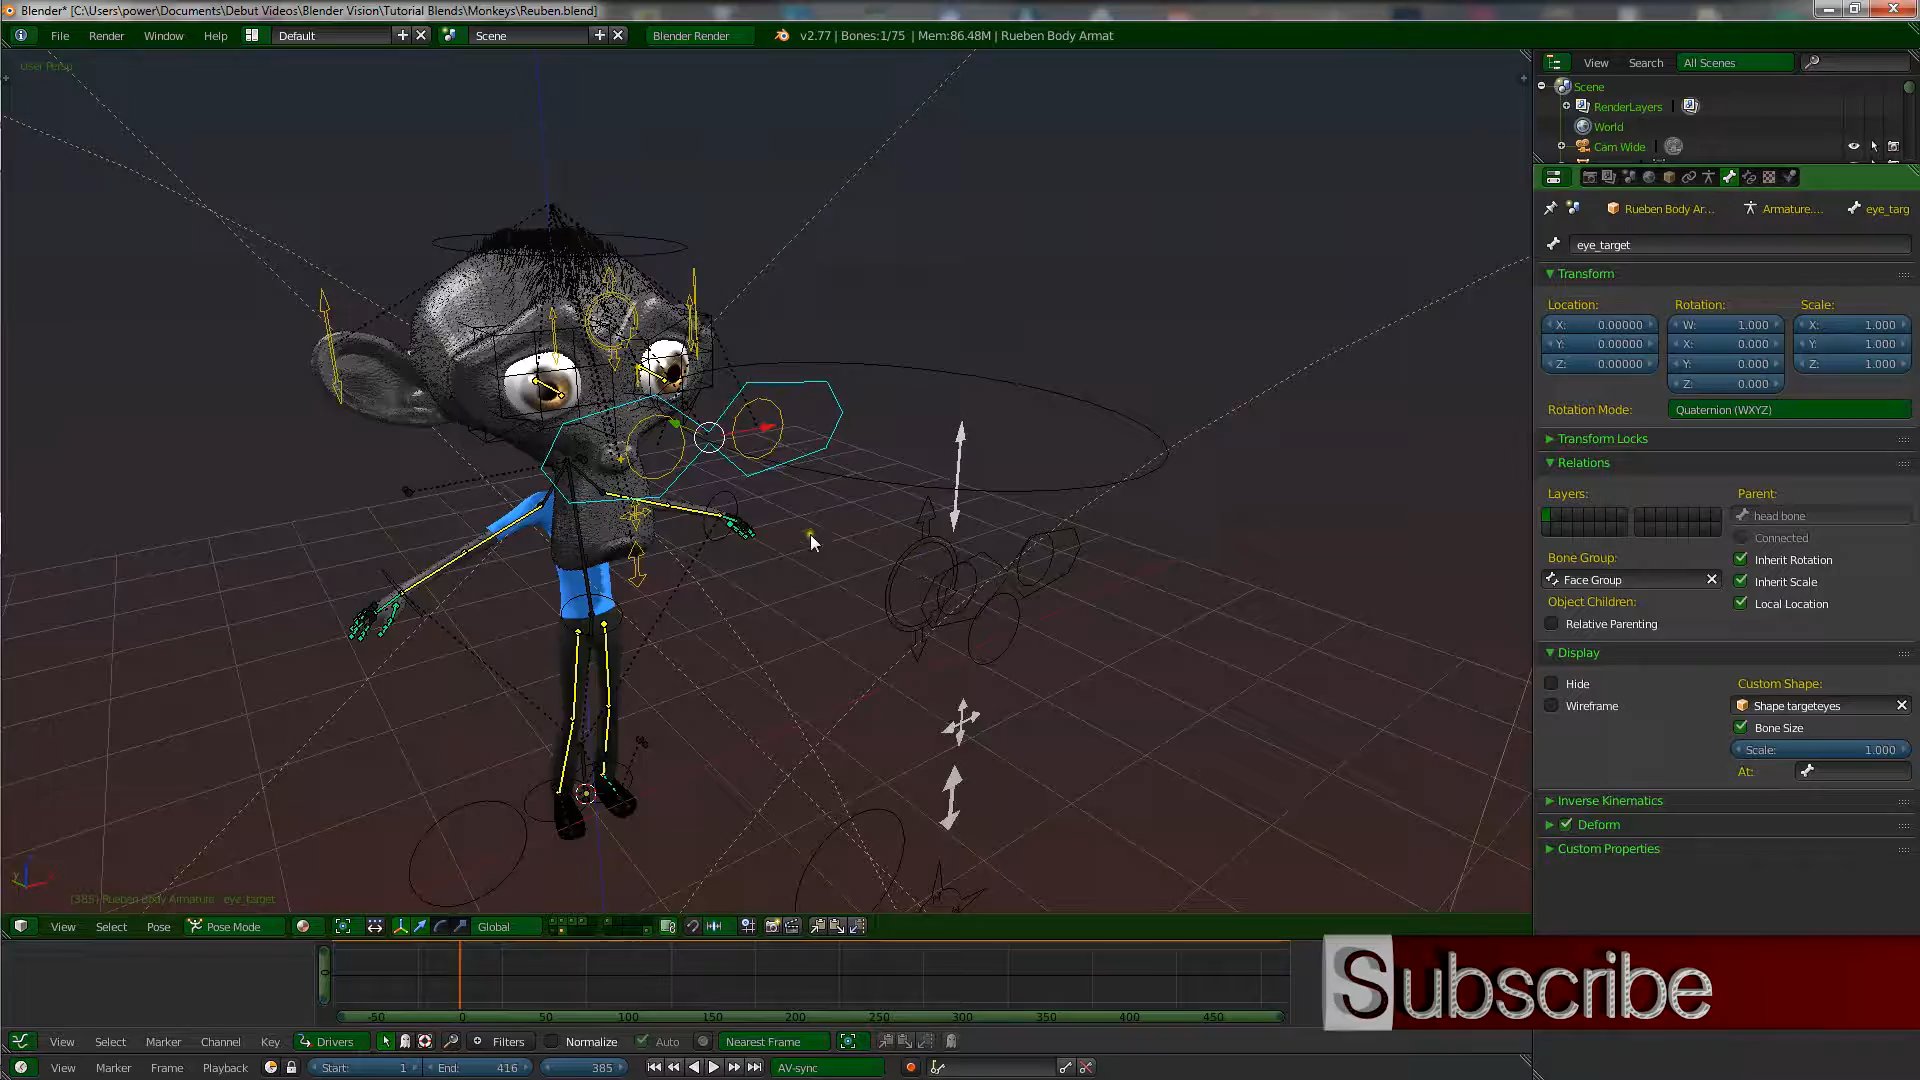 Blender* [C:\Users\power\Documents\Debut Videos\Blender Vision\Tutorial Blends\Monkeys\Reuben.blend]
File Render Window Help Default Scene Blender Render v2.77 | Bones:1/75 | Mem:86.48M | Rueben Body Armat
User Persp
View Search All Scenes
Scene
RenderLayers |
World
Cam Wide
Rueben Body Ar... Armature.... eye_targ
eye_target
Transform
Location: Rotation: Scale:
X: 0.00000 W: 1.000 X: 1.000
Y: 0.00000 X: 0.000 Y: 1.000
Z: 0.00000 Y: 0.000 Z: 1.000
Z: 0.000
Rotation Mode: Quaternion (WXYZ)
Transform Locks
Relations
Layers: Parent:
head bone
Connected
Bone Group: Inherit Rotation
Face Group Inherit Scale
Object Children: Local Location
Relative Parenting
Display
Hide Custom Shape:
Wireframe Shape targeteyes
Bone Size
Scale: 1.000
At:
Inverse Kinematics
Deform
Custom Properties
(385) Rueben Body Armature eye_target
View Select Pose Pose Mode Global
Subscribe
-50 0 50 100 150 200 250 300 350 400 450
View Select Marker Channel Key Drivers Filters Normalize Auto Nearest Frame
View Marker Frame Playback Start: 1 End: 416 385 AV-sync